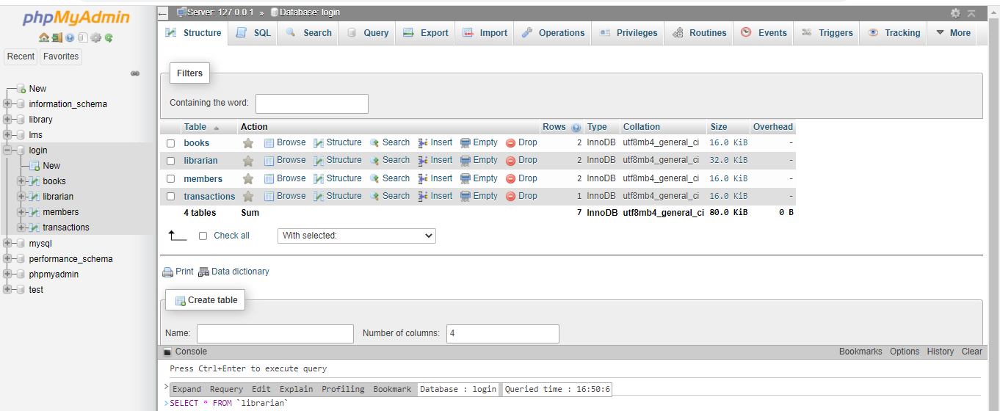 phpMyAdmin
Recent Favorites
New
information_schema
library
lms
login
New
books
librarian
members
transactions
mysql
performance_schema
phpmyadmin
test
Server: 127.0.0.1 » Database: login
Structure SQL Search Query Export Import Operations Privileges Routines Events Triggers Tracking More
Filters
Containing the word:
Table Action Rows Type Collation Size Overhead
books Browse Structure Search Insert Empty Drop 2 InnoDB utf8mb4_general_ci 16.0 KiB -
librarian Browse Structure Search Insert Empty Drop 2 InnoDB utf8mb4_general_ci 32.0 KiB -
members Browse Structure Search Insert Empty Drop 2 InnoDB utf8mb4_general_ci 16.0 KiB -
transactions Browse Structure Search Insert Empty Drop 1 InnoDB utf8mb4_general_ci 16.0 KiB -
4 tables Sum 7 InnoDB utf8mb4_general_ci 80.0 KiB 0 B
Check all With selected:
Print Data dictionary
Create table
Name: Number of columns: 4
Console Bookmarks Options History Clear
Press Ctrl+Enter to execute query
> Expand Requery Edit Explain Profiling Bookmark Database : login Queried time : 16:50:6
>SELECT * FROM `librarian`